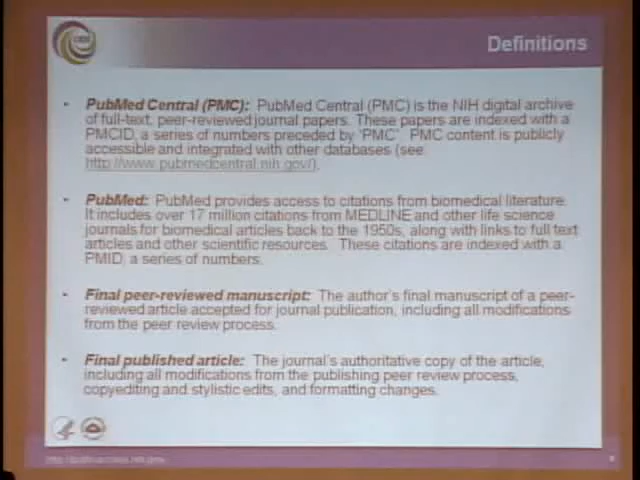 Definitions
• PubMed Central (PMC): PubMed Central (PMC) is the NIH digital archive
of full-text, peer-reviewed journal papers. These papers are indexed with a
PMCID, a series of numbers preceded by 'PMC'. PMC content is publicly
accessible and integrated with other databases (see:
http://www.pubmedcentral.nih.gov/).
• PubMed: PubMed provides access to citations from biomedical literature.
It includes over 17 million citations from MEDLINE and other life science
journals for biomedical articles back to the 1950s, along with links to full text
articles and other scientific resources. These citations are indexed with a
PMID, a series of numbers.
• Final peer-reviewed manuscript: The author's final manuscript of a peer-
reviewed article accepted for journal publication, including all modifications
from the peer review process.
• Final published article: The journal's authoritative copy of the article,
including all modifications from the publishing peer review process,
copyediting and stylistic edits, and formatting changes.